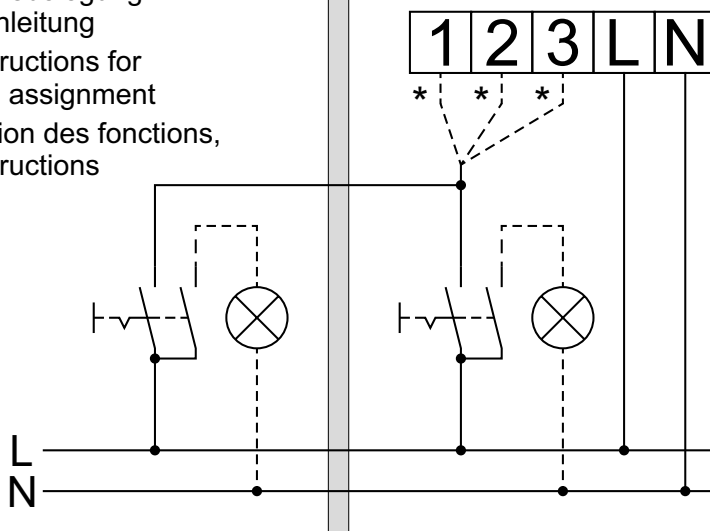 nleitung
ructions for
assignment
ion des fonctions,
ructions
1 2 3 L N
* * *
L
N